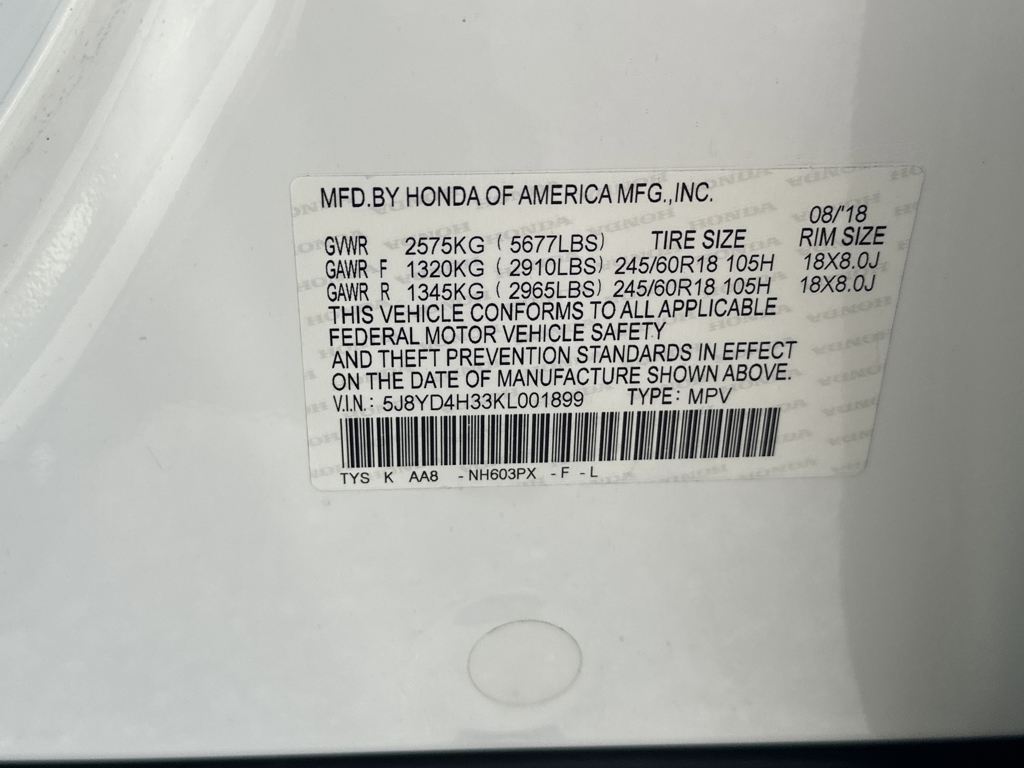 MFD.BY HONDA OF AMERICA MFG.,INC.
08/'18
GVWR 2575KG ( 5677LBS) TIRE SIZE RIM SIZE
GAWR F 1320KG ( 2910LBS) 245/60R18 105H 18X8.0J
GAWR R 1345KG ( 2965LBS) 245/60R18 105H 18X8.0J
THIS VEHICLE CONFORMS TO ALL APPLICABLE
FEDERAL MOTOR VEHICLE SAFETY
AND THEFT PREVENTION STANDARDS IN EFFECT
ON THE DATE OF MANUFACTURE SHOWN ABOVE.
V.I.N.: 5J8YD4H33KL001899 TYPE: MPV
TYS K AA8 - NH603PX - F - L